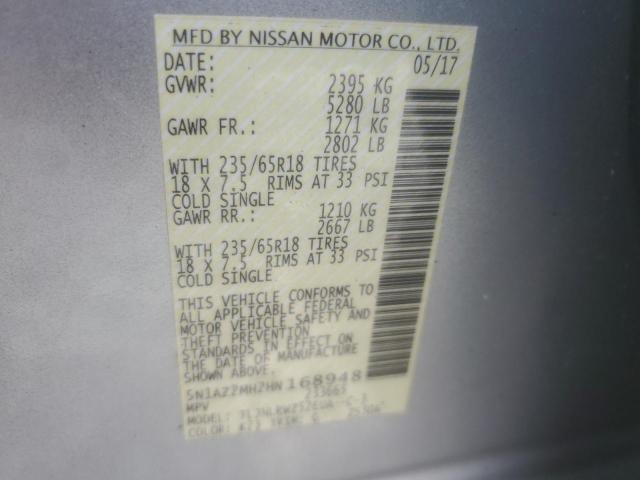 MFD BY NISSAN MOTOR CO., LTD.
DATE: 05/17
GVWR: 2395 KG
5280 LB
GAWR FR.: 1271 KG
2802 LB
WITH 235/65R18 TIRES
18 X 7.5 RIMS AT 33 PSI
COLD SINGLE
GAWR RR.: 1210 KG
2667 LB
WITH 235/65R18 TIRES
18 X 7.5 RIMS AT 33 PSI
COLD SINGLE
THIS VEHICLE CONFORMS TO
ALL APPLICABLE FEDERAL
MOTOR VEHICLE SAFETY AND
THEFT PREVENTION
STANDARDS IN EFFECT ON
THE DATE OF MANUFACTURE
SHOWN ABOVE.
5N1AZ2MH2HN168948
MPV 233663
MODEL:
COLOR: TRIM: G